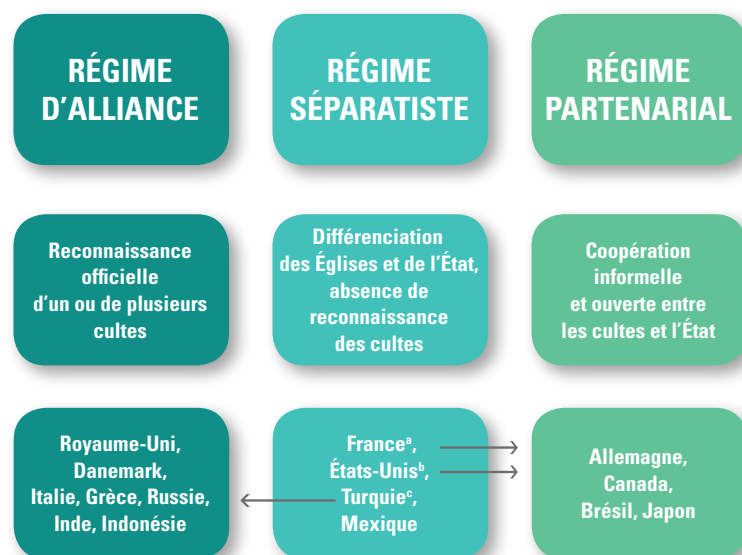 RÉGIME
D'ALLIANCE
RÉGIME
SÉPARATISTE
RÉGIME
PARTENARIAL
Reconnaissance
officielle
d'un ou de plusieurs
cultes
Différenciation
des Églises et de l'État,
absence de
reconnaissance
des cultes
Coopération
informelle
et ouverte entre
les cultes et l'État
Royaume-Uni,
Danemark,
Italie, Grèce, Russie,
Inde, Indonésie
Franceᵃ,
États-Unisᵇ,
Turquieᶜ,
Mexique
Allemagne,
Canada,
Brésil, Japon